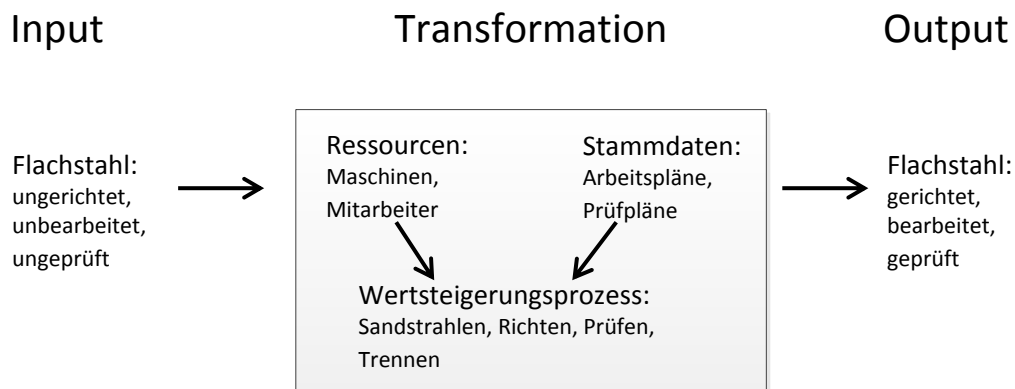 Input
Transformation
Output
Flachstahl:
ungerichtet,
unbearbeitet,
ungeprüft
Ressourcen:
Maschinen,
Mitarbeiter
Stammdaten:
Arbeitspläne,
Prüfpläne
Wertsteigerungsprozess:
Sandstrahlen, Richten, Prüfen,
Trennen
Flachstahl:
gerichtet,
bearbeitet,
geprüft